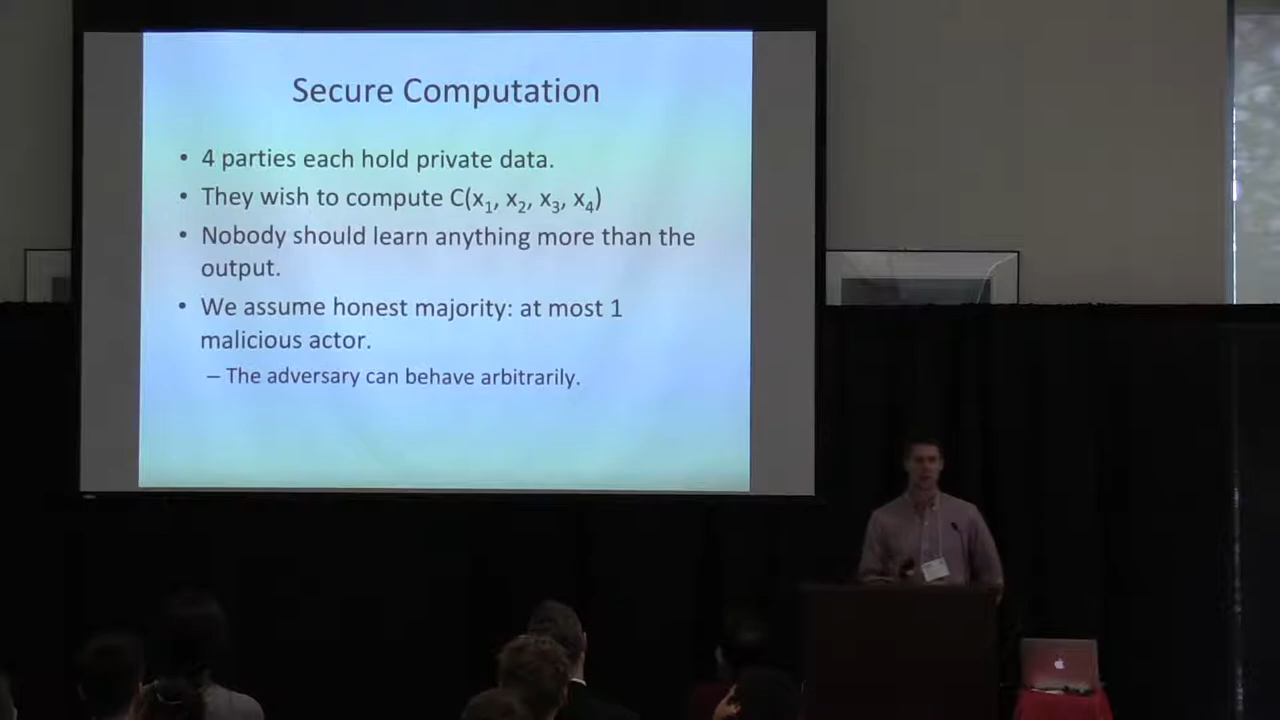 Secure Computation
• 4 parties each hold private data.
• They wish to compute C(x₁, x₂, x₃, x₄)
• Nobody should learn anything more than the
output.
• We assume honest majority: at most 1
malicious actor.
– The adversary can behave arbitrarily.